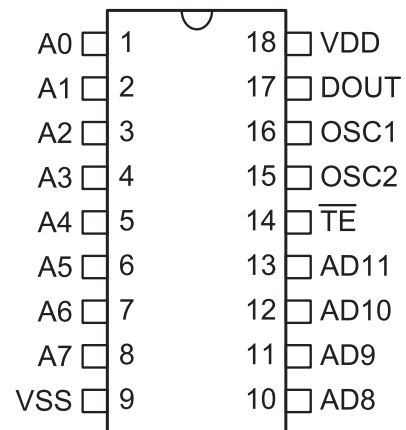 A0 1 18 VDD
A1 2 17 DOUT
A2 3 16 OSC1
A3 4 15 OSC2
A4 5 14 T̅E̅
A5 6 13 AD11
A6 7 12 AD10
A7 8 11 AD9
VSS 9 10 AD8